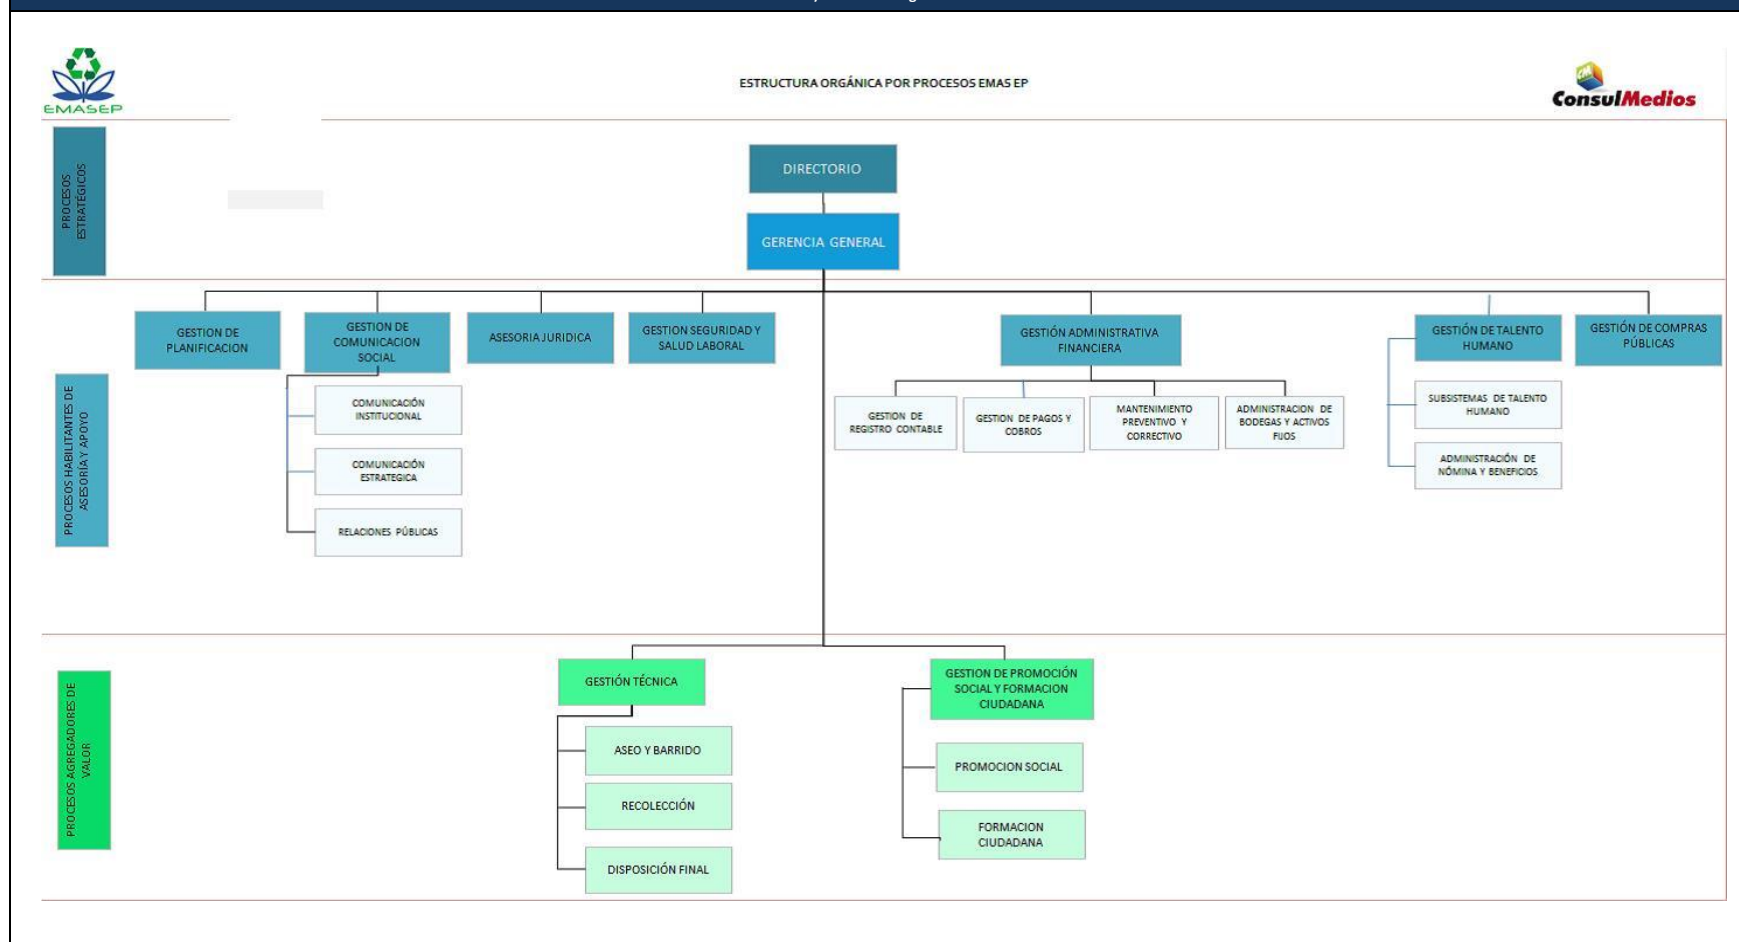 EMASEP
ESTRUCTURA ORGÁNICA POR PROCESOS EMAS EP
CM
ConsulMedios
PROCESOS
ESTRATÉGICOS
DIRECTORIO
GERENCIA GENERAL
PROCESOS HABILITANTES DE
ASESORÍA Y APOYO
GESTION DE
PLANIFICACION
GESTION DE
COMUNICACION
SOCIAL
COMUNICACIÓN
INSTITUCIONAL
COMUNICACIÓN
ESTRATEGICA
RELACIONES PÚBLICAS
ASESORIA JURIDICA
GESTION SEGURIDAD Y
SALUD LABORAL
GESTIÓN ADMINISTRATIVA
FINANCIERA
GESTION DE
REGISTRO CONTABLE
GESTION DE PAGOS Y
COBROS
MANTENIMIENTO
PREVENTIVO Y
CORRECTIVO
ADMINISTRACION DE
BODEGAS Y ACTIVOS
FIJOS
GESTIÓN DE TALENTO
HUMANO
SUBSISTEMAS DE TALENTO
HUMANO
ADMINISTRACIÓN DE
NÓMINA Y BENEFICIOS
GESTIÓN DE COMPRAS
PÚBLICAS
PROCESOS AGREGADORES DE
VALOR
GESTIÓN TÉCNICA
ASEO Y BARRIDO
RECOLECCIÓN
DISPOSICIÓN FINAL
GESTION DE PROMOCIÓN
SOCIAL Y FORMACION
CIUDADANA
PROMOCION SOCIAL
FORMACION
CIUDADANA